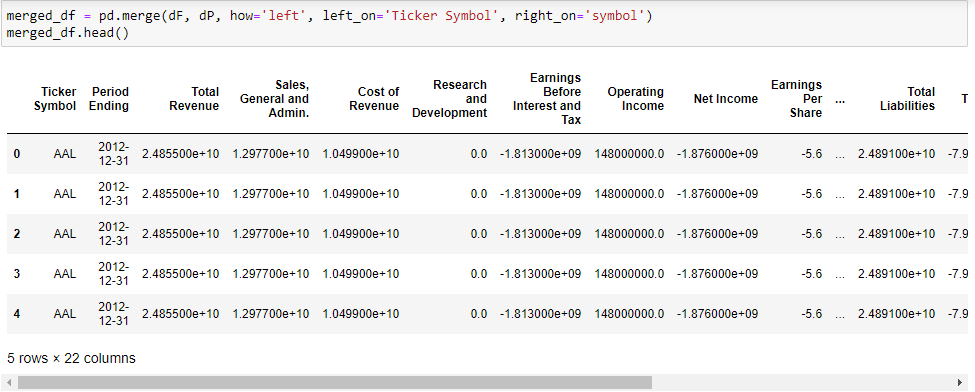 merged_df = pd.merge(dF, dP, how='left', left_on='Ticker Symbol', right_on='symbol')
merged_df.head()
Ticker Symbol Period Ending Total Revenue Sales, General and Admin. Cost of Revenue Research and Development Earnings Before Interest and Tax Operating Income Net Income Earnings Per Share ... Total Liabilities T
0 AAL 2012-12-31 2.485500e+10 1.297700e+10 1.049900e+10 0.0 -1.813000e+09 148000000.0 -1.876000e+09 -5.6 ... 2.489100e+10 -7.9
1 AAL 2012-12-31 2.485500e+10 1.297700e+10 1.049900e+10 0.0 -1.813000e+09 148000000.0 -1.876000e+09 -5.6 ... 2.489100e+10 -7.9
2 AAL 2012-12-31 2.485500e+10 1.297700e+10 1.049900e+10 0.0 -1.813000e+09 148000000.0 -1.876000e+09 -5.6 ... 2.489100e+10 -7.9
3 AAL 2012-12-31 2.485500e+10 1.297700e+10 1.049900e+10 0.0 -1.813000e+09 148000000.0 -1.876000e+09 -5.6 ... 2.489100e+10 -7.9
4 AAL 2012-12-31 2.485500e+10 1.297700e+10 1.049900e+10 0.0 -1.813000e+09 148000000.0 -1.876000e+09 -5.6 ... 2.489100e+10 -7.9
5 rows × 22 columns